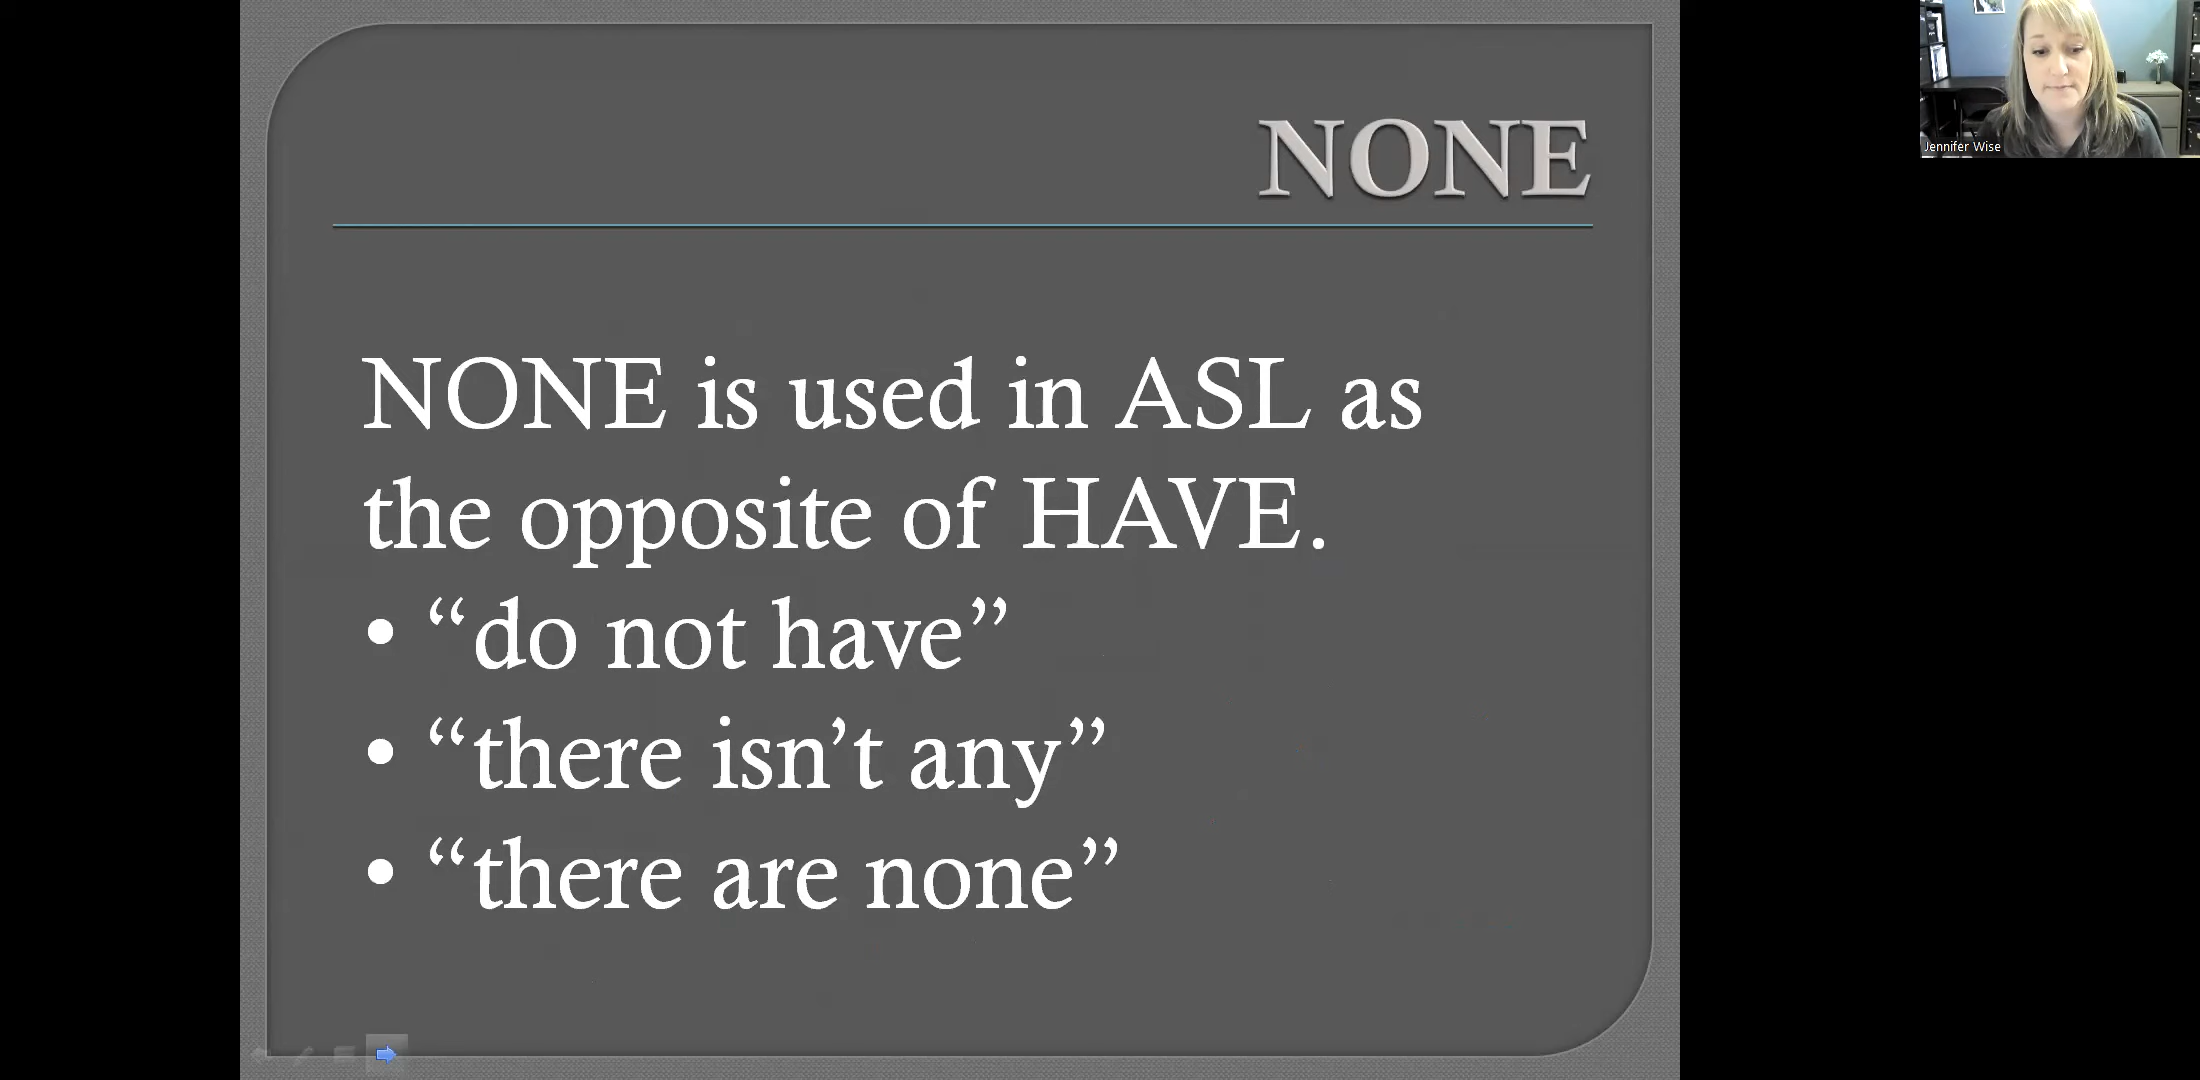 NONE
NONE is used in ASL as
the opposite of HAVE.
• “do not have”
• “there isn’t any”
• “there are none”
Jennifer Wise